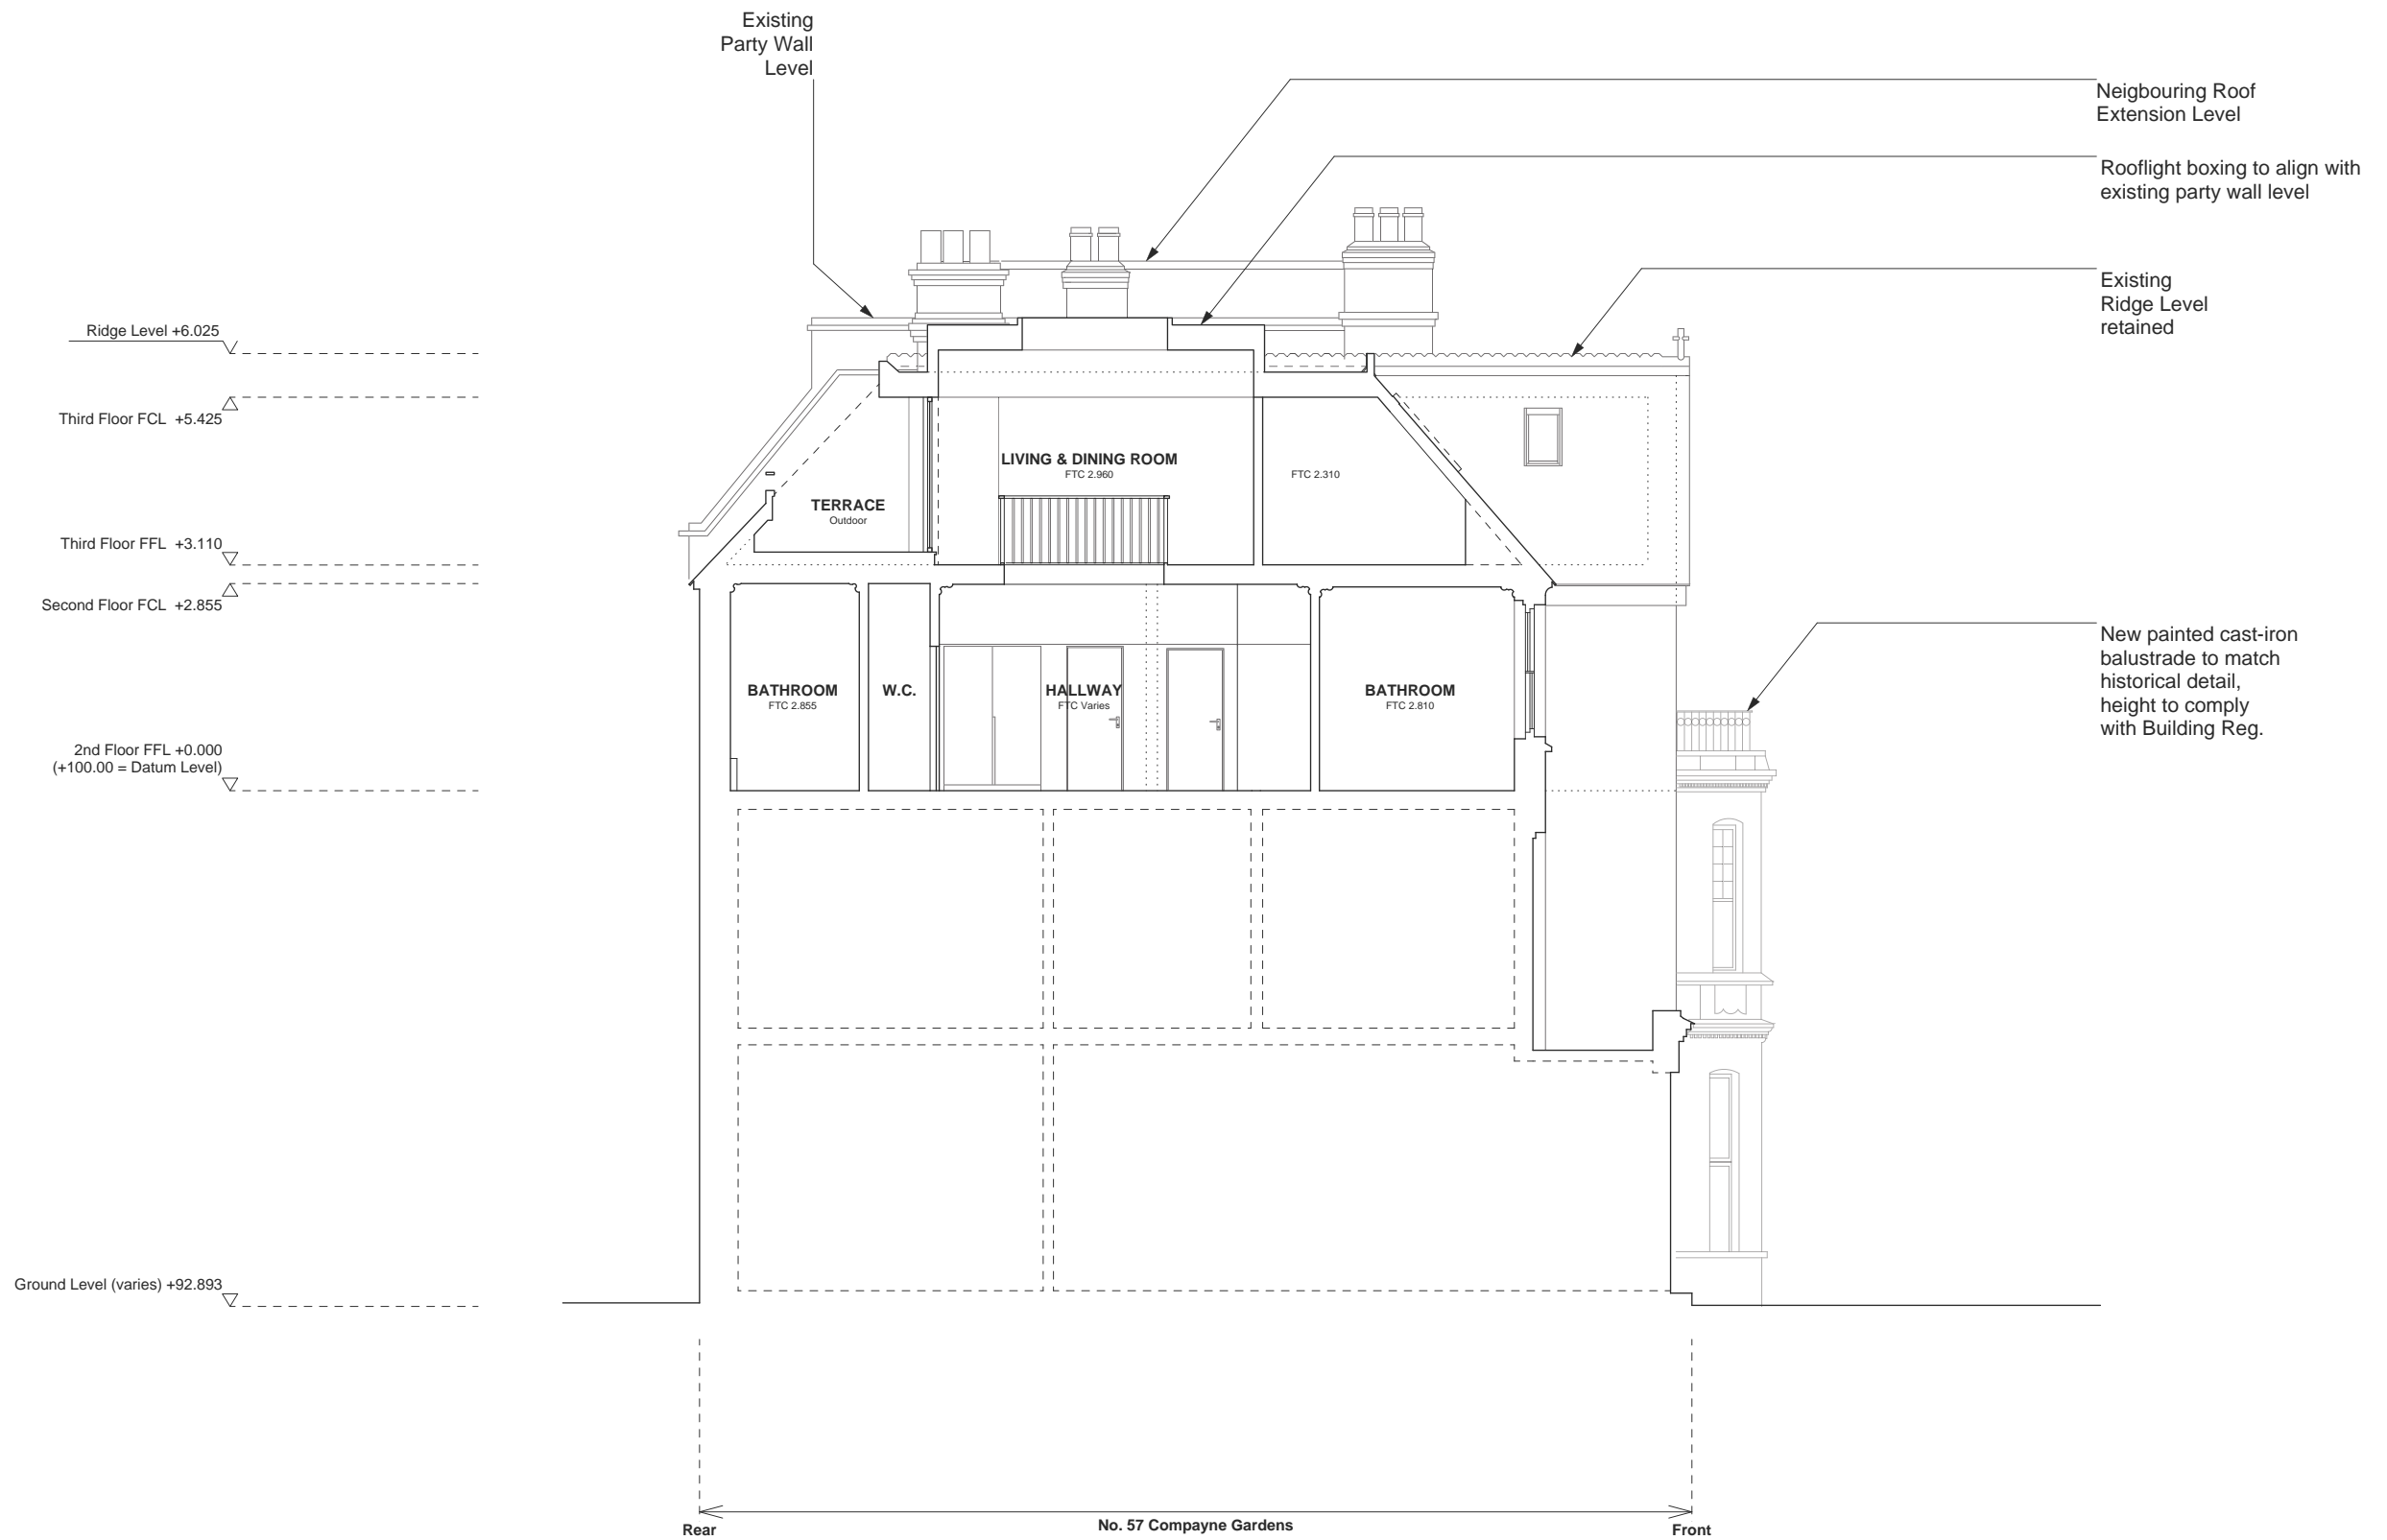 Existing
Party Wall
Level
Neigbouring Roof
Extension Level
Rooflight boxing to align with
existing party wall level
Existing
Ridge Level
retained
Ridge Level +6.025
Third Floor FCL +5.425
LIVING & DINING ROOM
FTC 2.960
FTC 2.310
TERRACE
Outdoor
Third Floor FFL +3.110
Second Floor FCL +2.855
New painted cast-iron
balustrade to match
historical detail,
height to comply
with Building Reg.
BATHROOM
FTC 2.855
W.C.
HALLWAY
FTC Varies
BATHROOM
FTC 2.810
2nd Floor FFL +0.000
(+100.00 = Datum Level)
Ground Level (varies) +92.893
No. 57 Compayne Gardens
Rear
Front